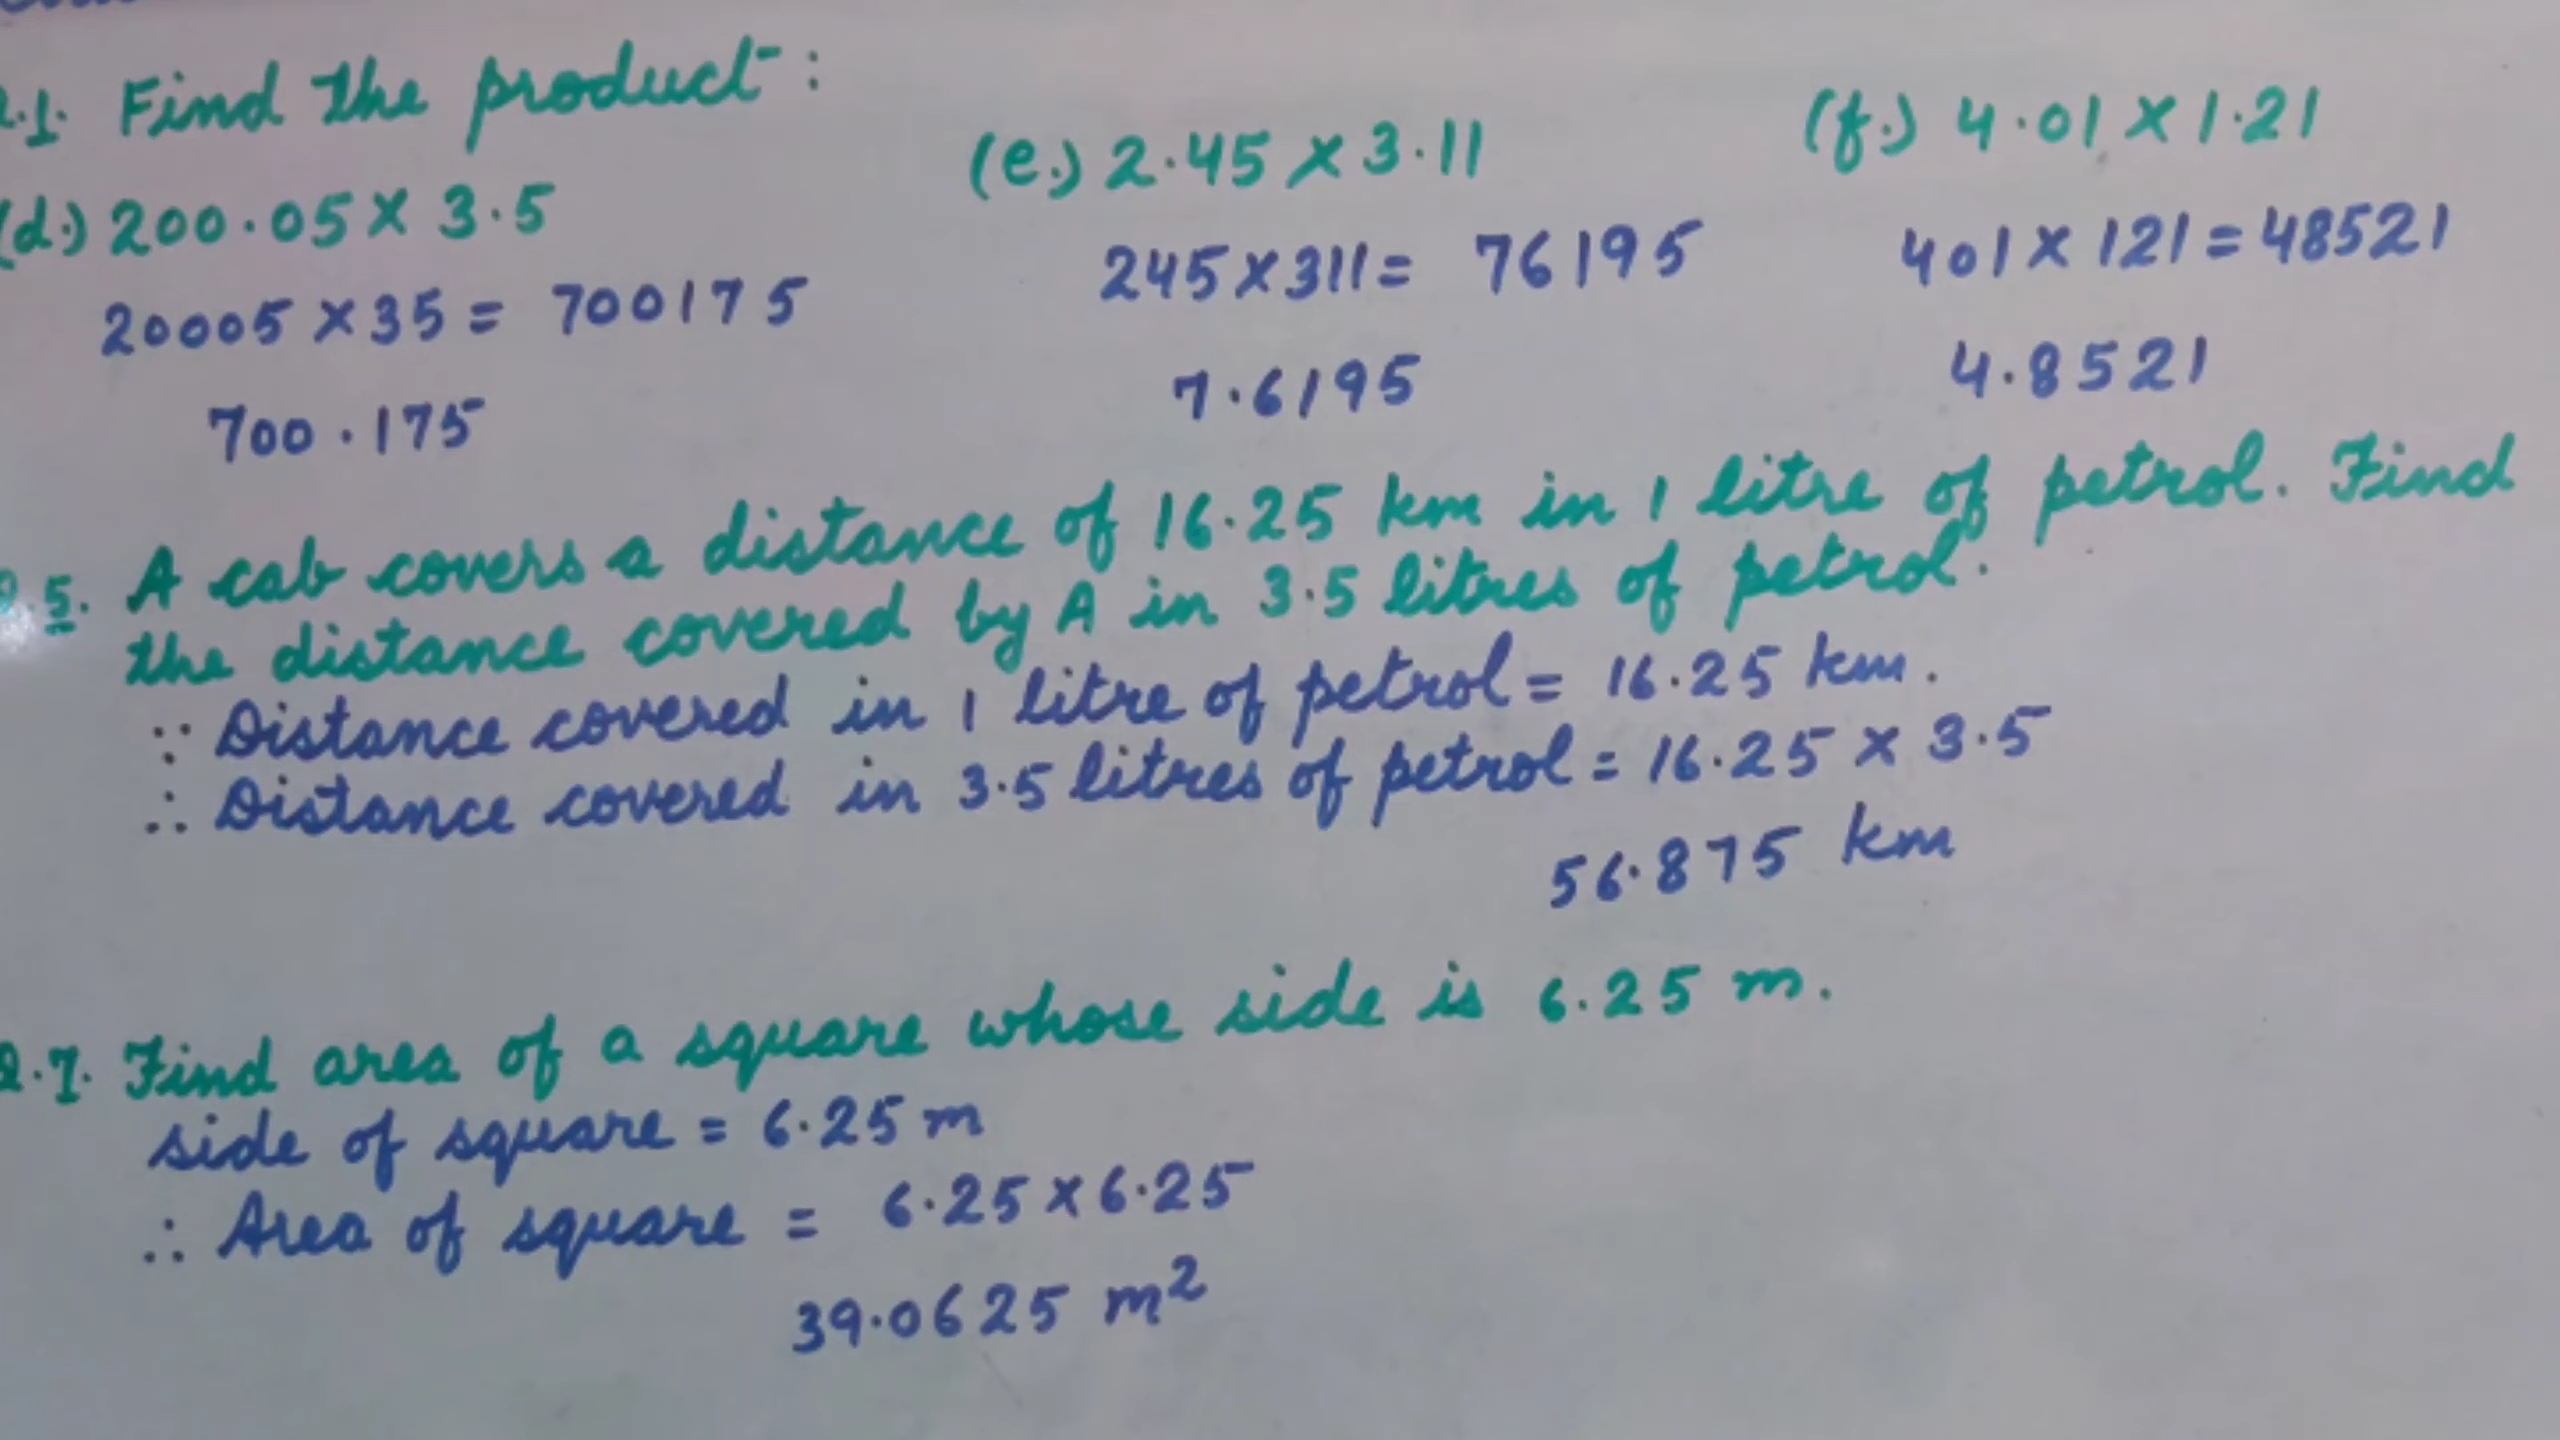 .1. Find the product:
(d.) 200.05 × 3.5
20005 × 35 = 700175
700.175
(e.) 2.45 × 3.11
245 × 311 = 76195
7.6195
(f.) 4.01 × 1.21
401 × 121 = 48521
4.8521
.5. A cab covers a distance of 16.25 km in 1 litre of petrol. Find
the distance covered by A in 3.5 litres of petrol.
∵ Distance covered in 1 litre of petrol = 16.25 km.
∴ Distance covered in 3.5 litres of petrol = 16.25 × 3.5
56.875 km
Q.7. Find area of a square whose side is 6.25 m.
side of square = 6.25 m
∴ Area of square = 6.25 × 6.25
39.0625 m²